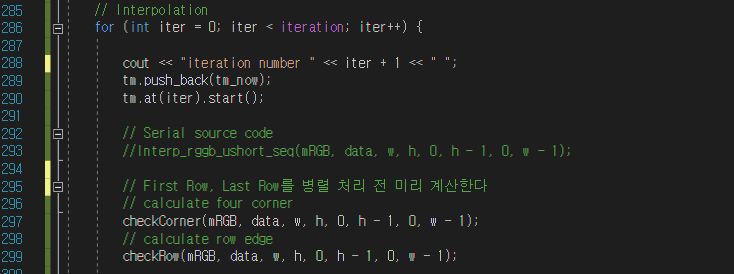 285 // Interpolation
286 for (int iter = 0; iter < iteration; iter++) {
287
288 cout << "iteration number " << iter + 1 << " ";
289 tm.push_back(tm_now);
290 tm.at(iter).start();
291
292 // Serial source code
293 //Interp_rggb_ushort_seq(mRGB, data, w, h, 0, h - 1, 0, w - 1);
294
295 // First Row, Last Row를 병렬 처리 전 미리 계산한다
296 // calculate four corner
297 checkCorner(mRGB, data, w, h, 0, h - 1, 0, w - 1);
298 // calculate row edge
299 checkRow(mRGB, data, w, h, 0, h - 1, 0, w - 1);